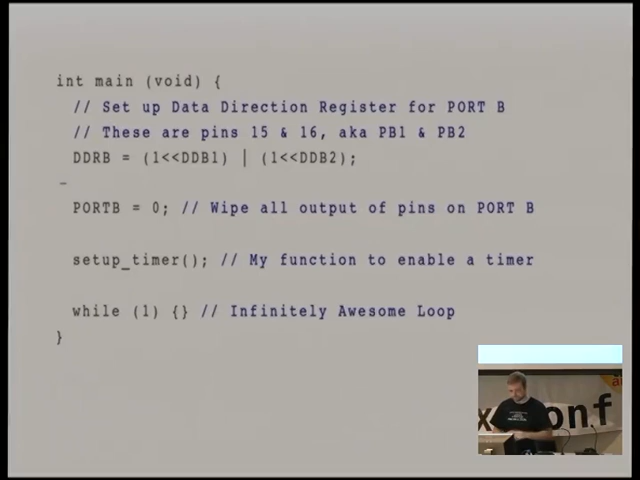 int main (void) {
// Set up Data Direction Register for PORT B
// These are pins 15 & 16, aka PB1 & PB2
DDRB = (1<<DDB1) | (1<<DDB2);
PORTB = 0; // Wipe all output of pins on PORT B
setup_timer(); // My function to enable a timer
while (1) {} // Infinitely Awesome Loop
}
x onf